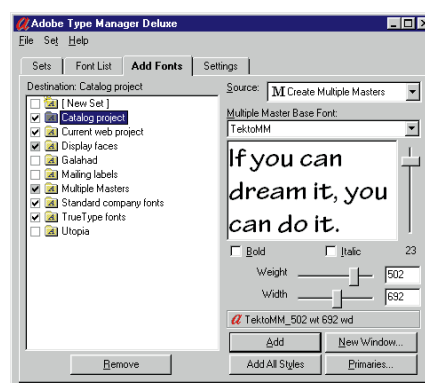 Adobe Type Manager Deluxe
File Set Help
Sets Font List Add Fonts Settings
Destination: Catalog project
[ New Set ]
Catalog project
Current web project
Display faces
Galahad
Mailing labels
Multiple Masters
Standard company fonts
TrueType fonts
Utopia
Remove
Source: M Create Multiple Masters
Multiple Master Base Font:
TektoMM
If you can
dream it, you
can do it.
Bold Italic 23
Weight 502
Width 692
a TektoMM_502 wt 692 wd
Add New Window...
Add All Styles Primaries...